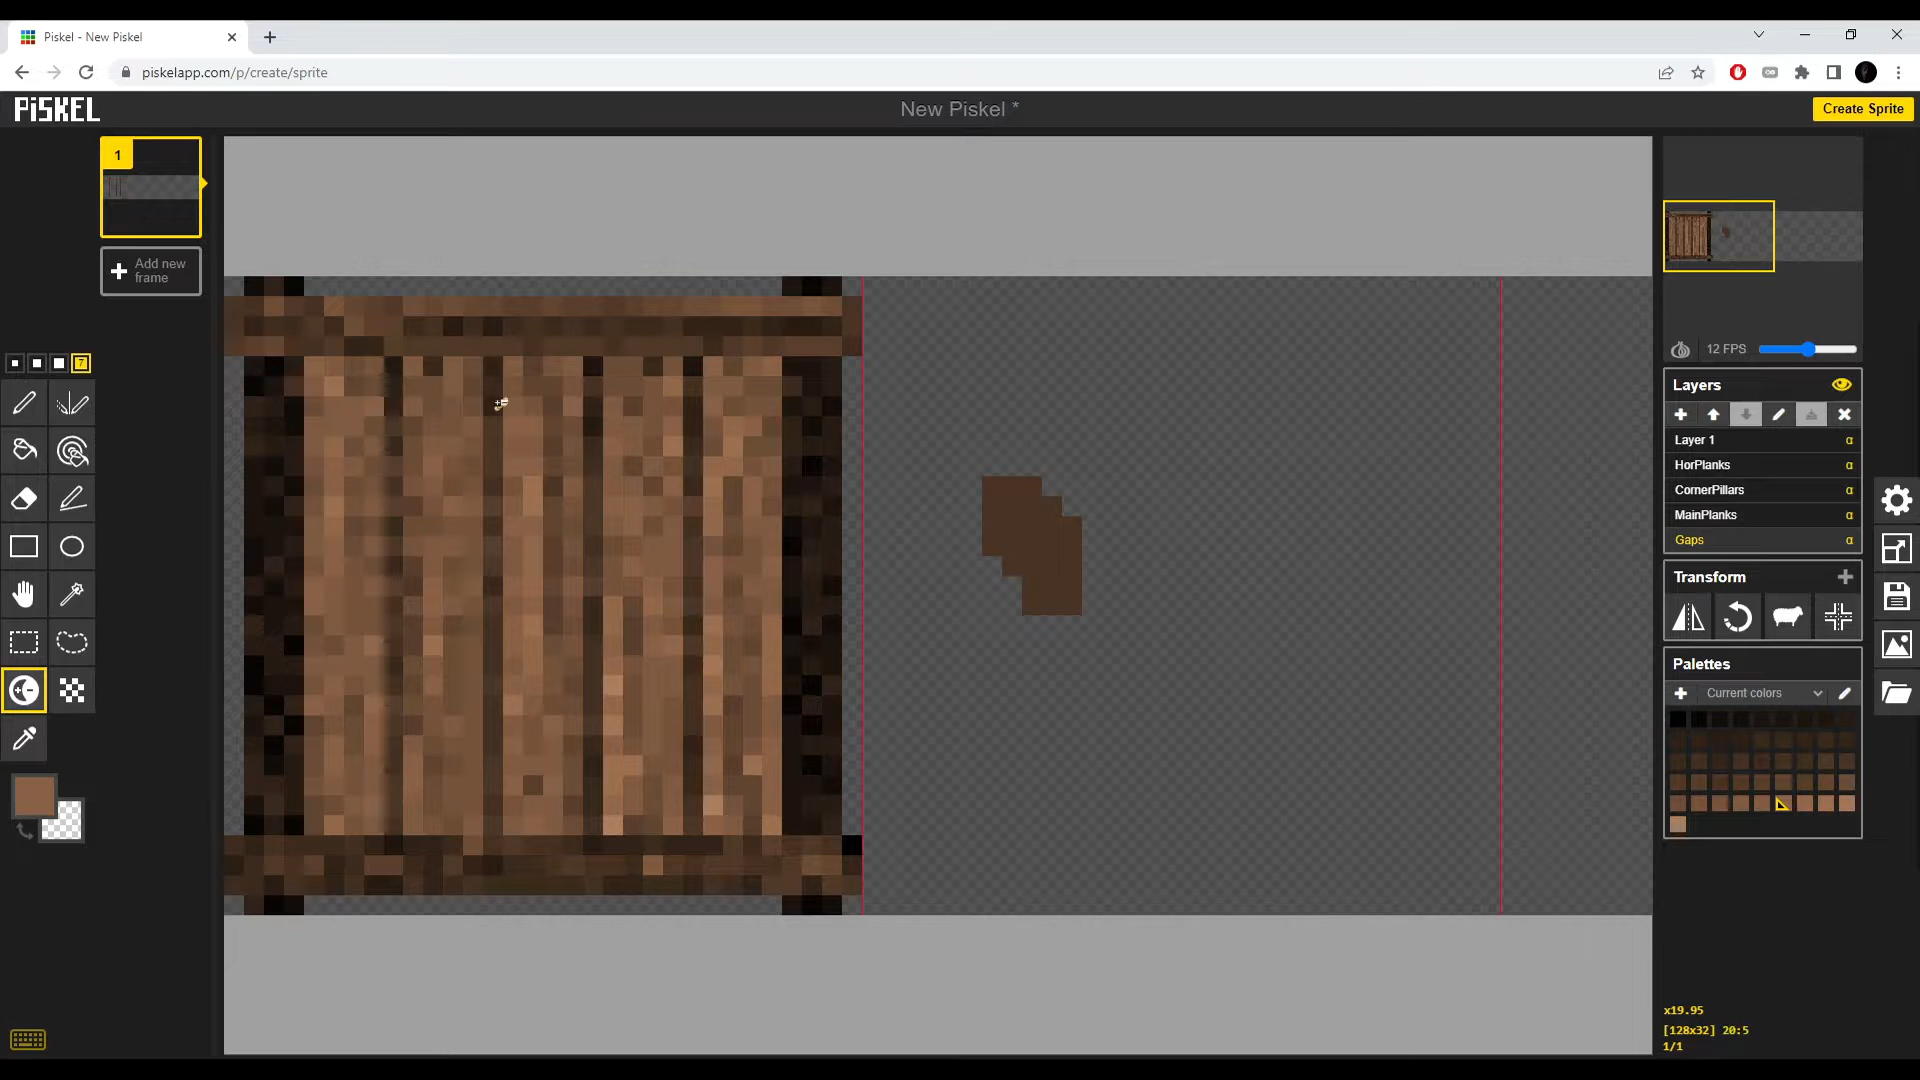 Piskel - New Piskel
piskelapp.com/p/create/sprite
PiSKEL
New Piskel *
Create Sprite
1
Add new
frame
12 FPS
7
Layers
Layer 1 α
HorPlanks α
CornerPillars α
MainPlanks α
Gaps α
Transform
Palettes
Current colors
x19.95
[128x32] 20:5
1/1